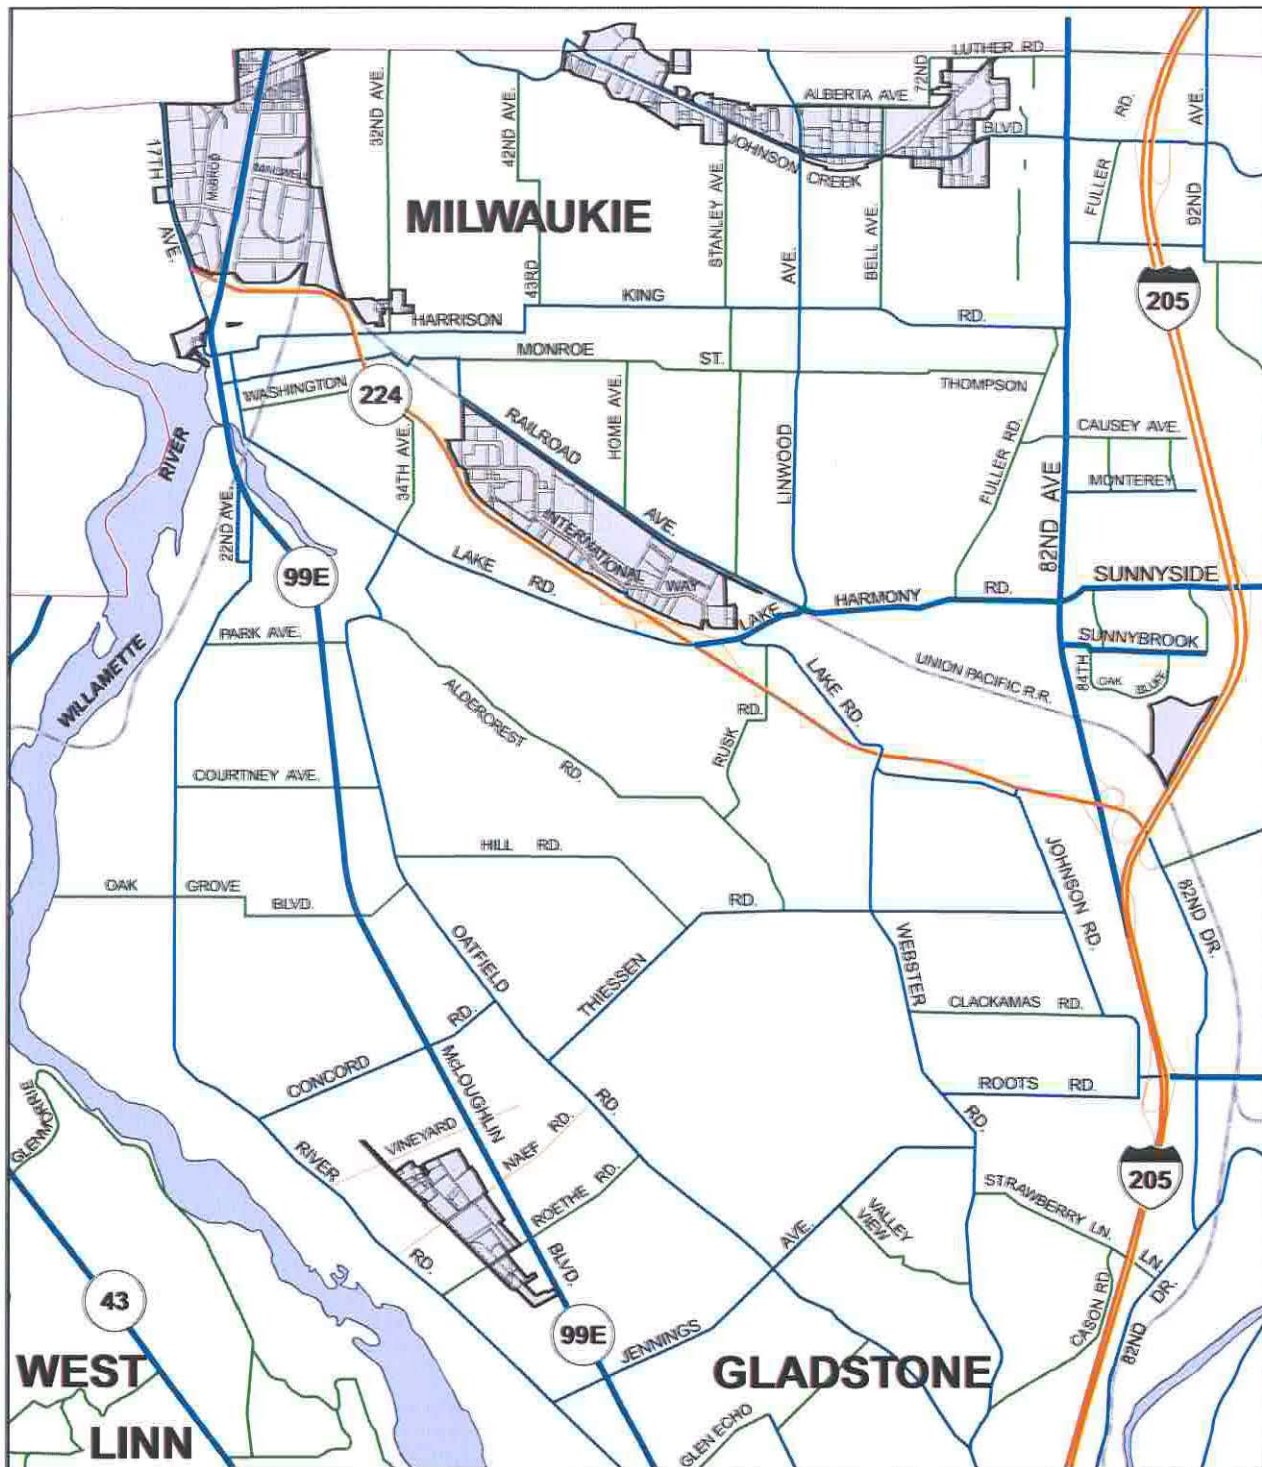 LUTHER RD.
72ND
ALBERTA AVE.
32ND AVE.
42ND AVE.
RD.
AVE.
17TH
AVE.
McBROD
MAILWELL
JOHNSON
CREEK
BLVD
MILWAUKIE
STANLEY AVE.
AVE.
BELL AVE.
FULLER
92ND
43RD
KING
RD.
205
HARRISON
MONROE
ST.
WASHINGTON
224
THOMPSON
RAILROAD
AVE.
HOME AVE.
LINWOOD
FULLER RD.
82ND AVE
CAUSEY AVE.
MONTEREY
RIVER
34TH AVE.
22ND AVE.
INTERNATIONAL
WAY
99E
LAKE
RD.
LAKE
HARMONY
RD.
SUNNYSIDE
PARK AVE.
SUNNYBROOK
84TH
OAK
BLUFF
UNION PACIFIC R.R.
WILLAMETTE
LAKE RD.
ALDERCREST
RD.
RUSK
RD.
COURTNEY AVE.
HILL RD.
JOHNSON RD.
82ND DR.
OAK
GROVE
BLVD.
RD.
OATFIELD
THIESSEN
WEBSTER
CLACKAMAS RD.
RD.
CONCORD
McLOUGHLIN
ROOTS RD.
RD.
RD.
GLENMORRIE
VINEYARD
NAEF
RD.
RIVER
RD.
ROETHE RD.
BLVD.
205
STRAWBERRY LN.
LN.
VALLEY
VIEW
AVE.
43
99E
JENNINGS
CASON RD.
82ND
DR.
WEST
LINN
GLADSTONE
GLEN ECHO